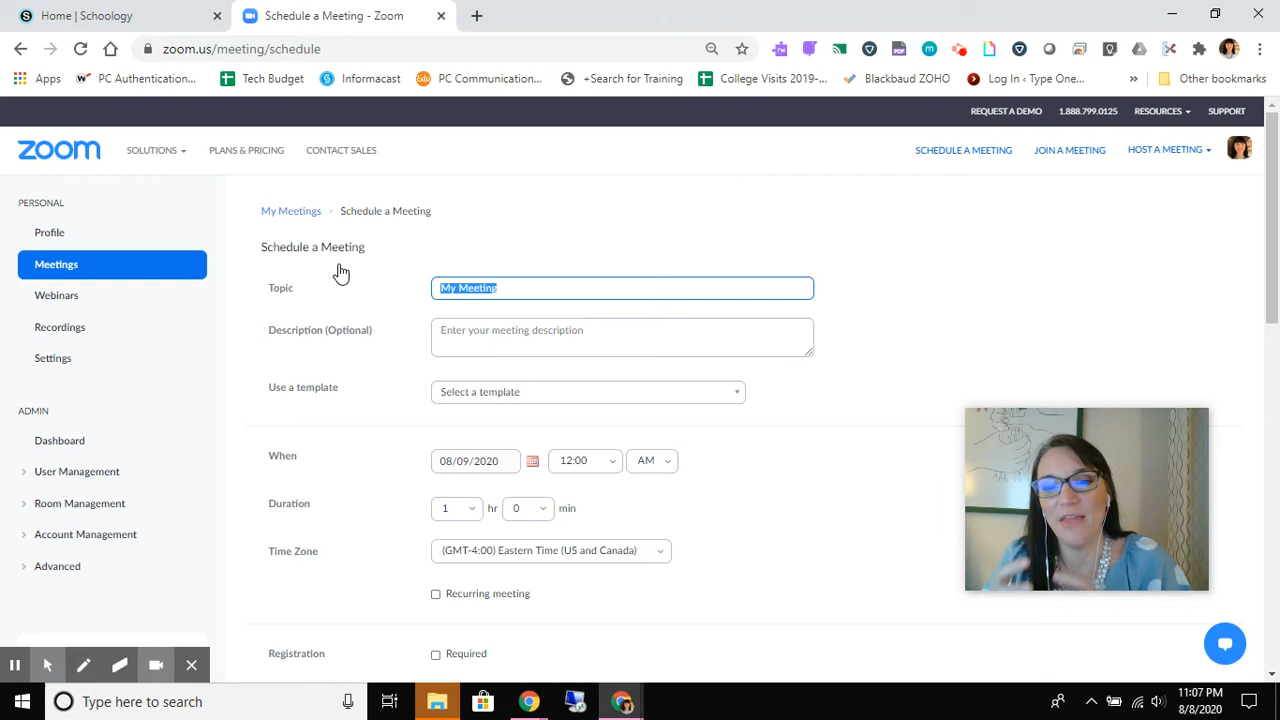 Home | Schoology
Schedule a Meeting - Zoom
zoom.us/meeting/schedule
Apps
PC Authentication...
Tech Budget
Informacast
Edu
PC Communication...
+Search for Training
College Visits 2019-...
Blackbaud ZOHO
Log In ‹ Type One...
»
Other bookmarks
REQUEST A DEMO
1.888.799.0125
RESOURCES
SUPPORT
zoom
SOLUTIONS
PLANS & PRICING
CONTACT SALES
SCHEDULE A MEETING
JOIN A MEETING
HOST A MEETING
PERSONAL
Profile
Meetings
Webinars
Recordings
Settings
ADMIN
Dashboard
User Management
Room Management
Account Management
Advanced
My Meetings > Schedule a Meeting
Schedule a Meeting
Topic
My Meeting
Description (Optional)
Enter your meeting description
Use a template
Select a template
When
08/09/2020
12:00
AM
Duration
1
hr
0
min
Time Zone
(GMT-4:00) Eastern Time (US and Canada)
Recurring meeting
Registration
Required
Type here to search
11:07 PM
8/8/2020